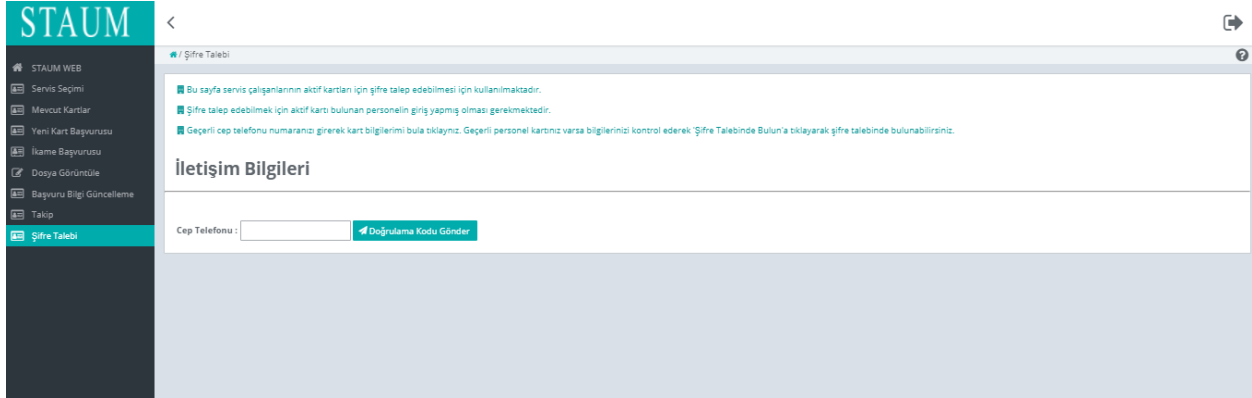 STAUM
/ Şifre Talebi
STAUM WEB
Servis Seçimi
Mevcut Kartlar
Yeni Kart Başvurusu
İkame Başvurusu
Dosya Görüntüle
Başvuru Bilgi Güncelleme
Takip
Şifre Talebi
Bu sayfa servis çalışanlarının aktif kartları için şifre talep edebilmesi için kullanılmaktadır.
Şifre talep edebilmek için aktif kartı bulunan personelin giriş yapmış olması gerekmektedir.
Geçerli cep telefonu numaranızı girerek kart bilgilerimi bula tıklayınız. Geçerli personel kartınız varsa bilgilerinizi kontrol ederek 'Şifre Talebinde Bulun'a tıklayarak şifre talebinde bulunabilirsiniz.
İletişim Bilgileri
Cep Telefonu :
Doğrulama Kodu Gönder